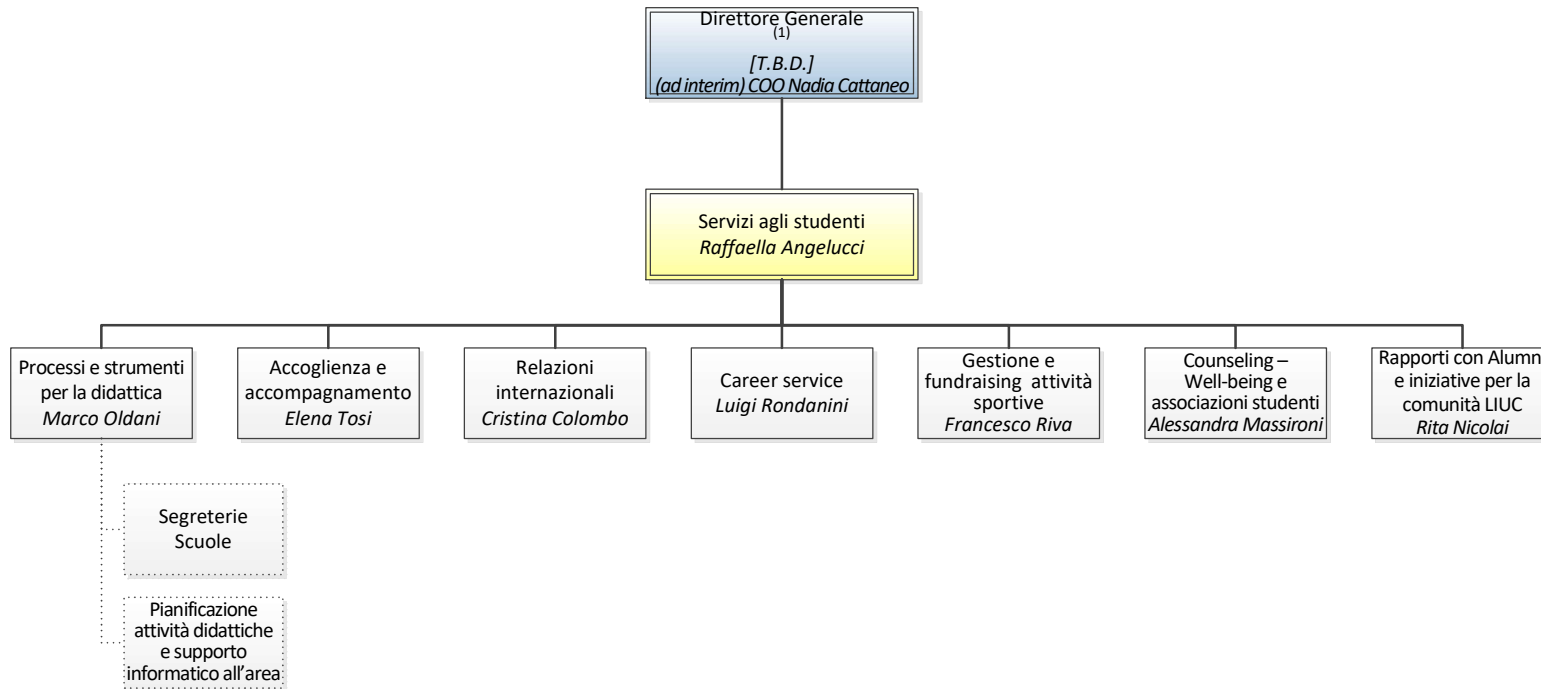 Direttore Generale
(1)
[T.B.D.]
(ad interim) COO Nadia Cattaneo
Servizi agli studenti
Raffaella Angelucci
Processi e strumenti
per la didattica
Marco Oldani
Accoglienza e
accompagnamento
Elena Tosi
Relazioni
internazionali
Cristina Colombo
Career service
Luigi Rondanini
Gestione e
fundraising attività
sportive
Francesco Riva
Counseling –
Well-being e
associazioni studenti
Alessandra Massironi
Rapporti con Alumni
e iniziative per la
comunità LIUC
Rita Nicolai
Segreterie
Scuole
Pianificazione
attività didattiche
e supporto
informatico all’area